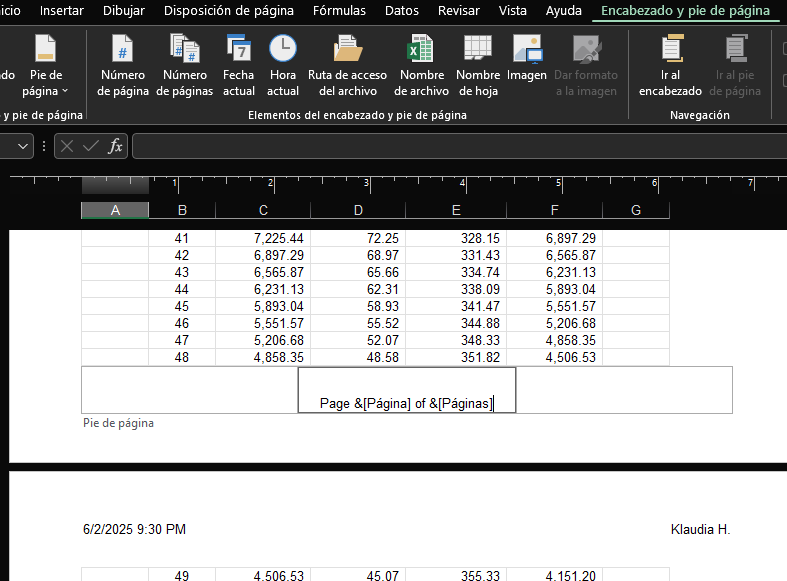 icio Insertar Dibujar Disposición de página Fórmulas Datos Revisar Vista Ayuda Encabezado y pie de página
Pie de página
Número de página
Número de páginas
Fecha actual
Hora actual
Ruta de acceso del archivo
Nombre de archivo
Nombre de hoja
Imagen
Dar formato a la imagen
Ir al encabezado
Ir al pie de página
y pie de página Elementos del encabezado y pie de página Navegación
fx
1 2 3 4 5 6 7
A B C D E F G
41 7,225.44 72.25 328.15 6,897.29
42 6,897.29 68.97 331.43 6,565.87
43 6,565.87 65.66 334.74 6,231.13
44 6,231.13 62.31 338.09 5,893.04
45 5,893.04 58.93 341.47 5,551.57
46 5,551.57 55.52 344.88 5,206.68
47 5,206.68 52.07 348.33 4,858.35
48 4,858.35 48.58 351.82 4,506.53
Page &[Página] of &[Páginas]
Pie de página
6/2/2025 9:30 PM Klaudia H.
49 4,506.53 45.07 355.33 4,151.20